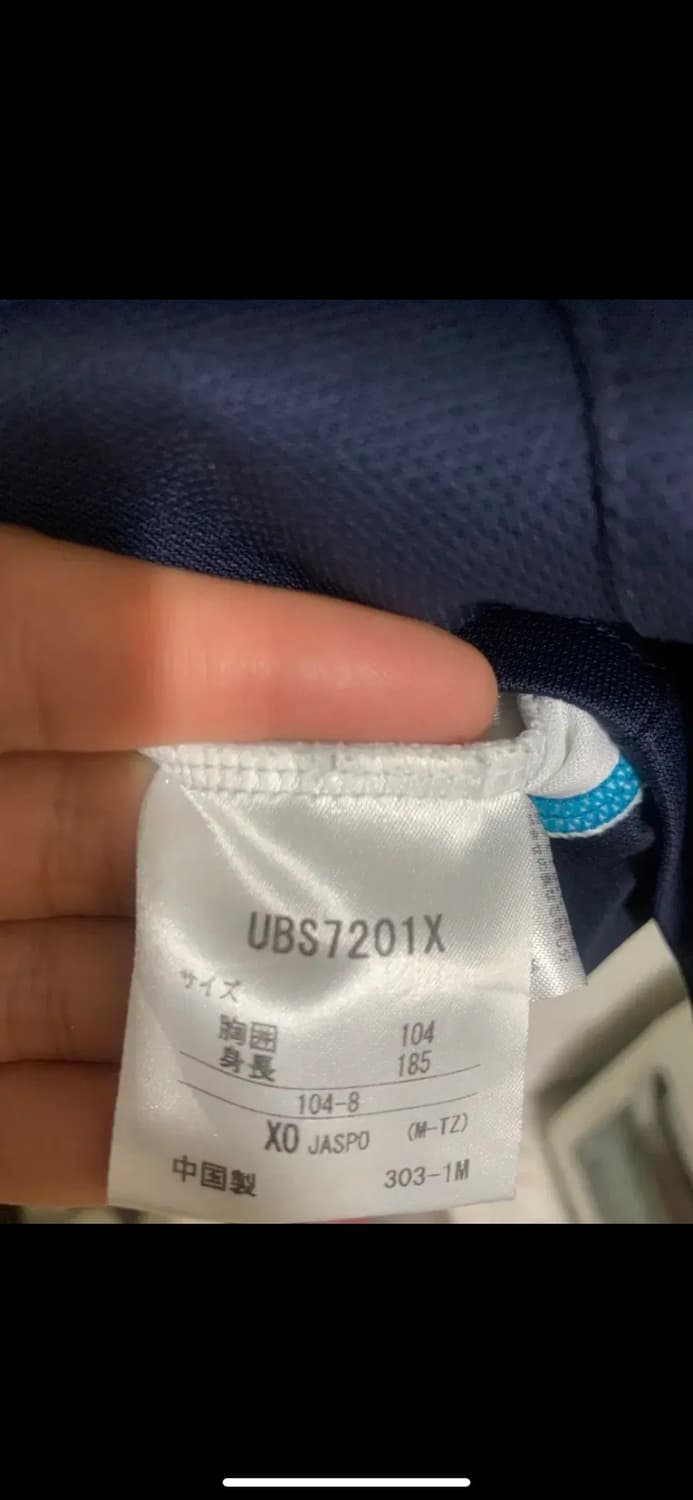 UBS7201X
サイズ
胸囲 104
身長 185
104-8
XO JASPO (M-TZ)
中国製 303-1M